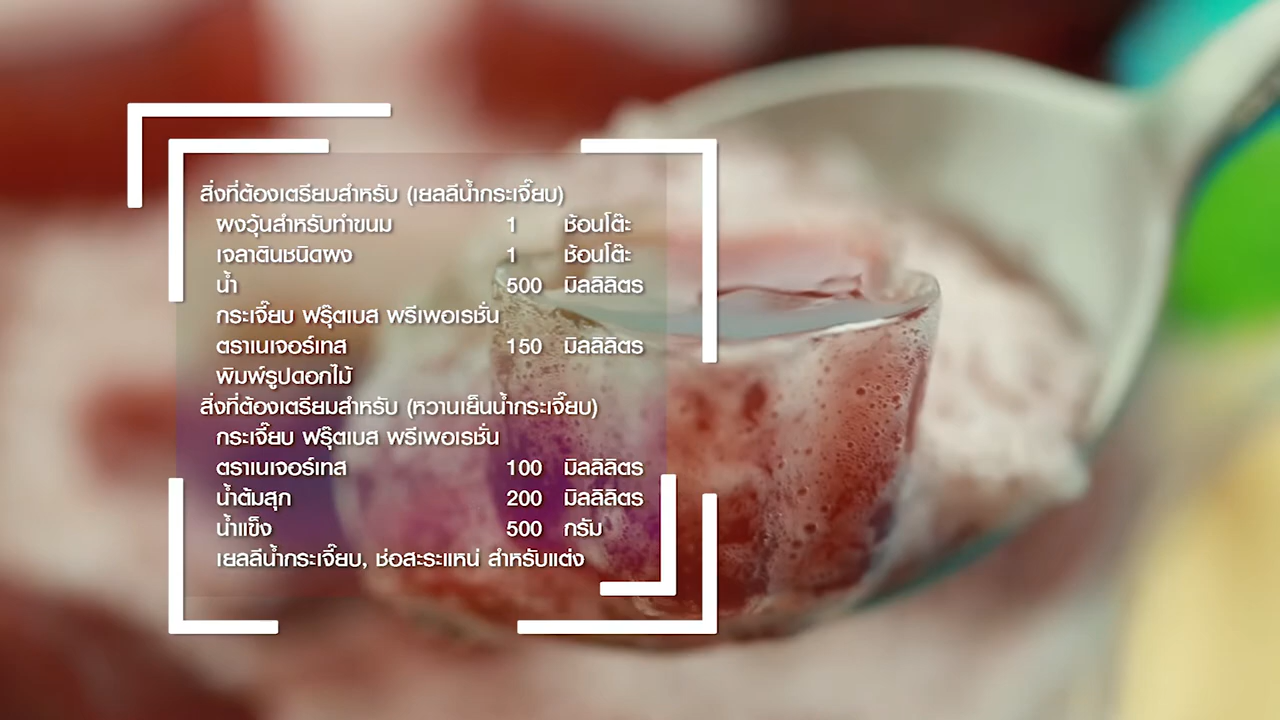 สิ่งที่ต้องเตรียมสำหรับ (เยลลีน้ำกระเจี๊ยบ)
ผงวุ้นสำหรับทำขนม 1 ช้อนโต๊ะ
เจลาตินชนิดผง 1 ช้อนโต๊ะ
น้ำ 500 มิลลิลิตร
กระเจี๊ยบ ฟรุ๊ตเบส พรีเพอเรชั่น
ตราเนเจอร์เทส 150 มิลลิลิตร
พิมพ์รูปดอกไม้
สิ่งที่ต้องเตรียมสำหรับ (หวานเย็นน้ำกระเจี๊ยบ)
กระเจี๊ยบ ฟรุ๊ตเบส พรีเพอเรชั่น
ตราเนเจอร์เทส 100 มิลลิลิตร
น้ำต้มสุก 200 มิลลิลิตร
น้ำแข็ง 500 กรัม
เยลลีน้ำกระเจี๊ยบ, ช่อสะระแหน่ สำหรับแต่ง